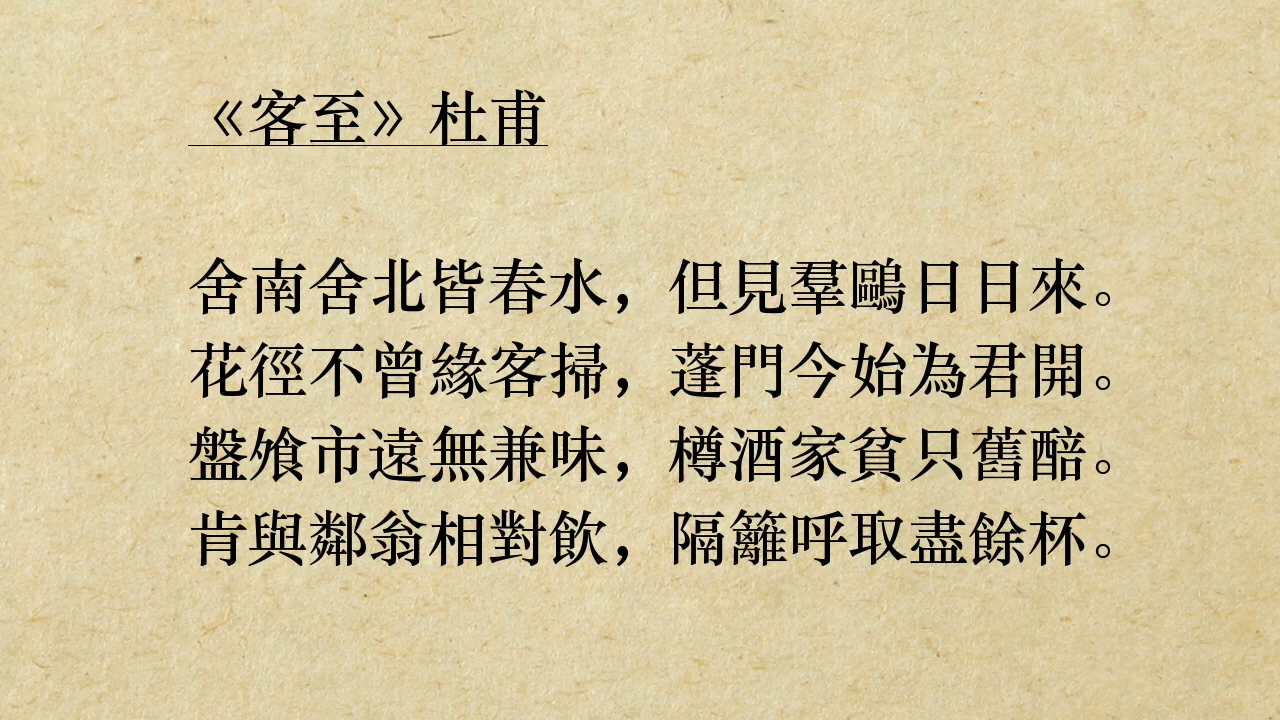 《客至》杜甫
舍南舍北皆春水，但見羣鷗日日來。
花徑不曾緣客掃，蓬門今始為君開。
盤飧市遠無兼味，樽酒家貧只舊醅。
肯與鄰翁相對飲，隔籬呼取盡餘杯。